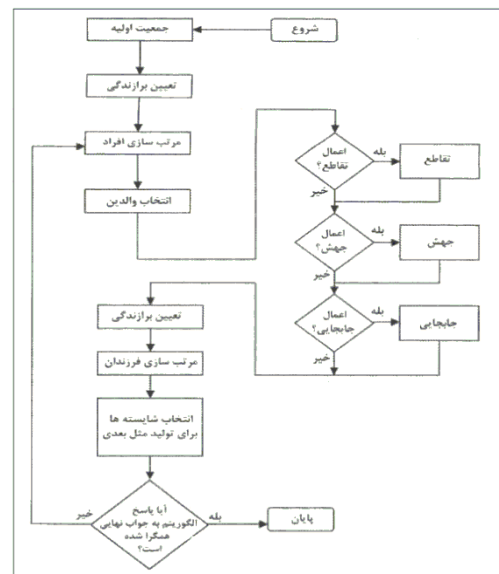 شروع
جمعیت اولیه
تعیین برازندگی
مرتب سازی افراد
انتخاب والدین
اعمال
تقاطع؟
بله
تقاطع
خیر
اعمال
جهش؟
بله
جهش
خیر
اعمال
جابجایی؟
بله
جابجایی
خیر
تعیین برازندگی
مرتب سازی فرزندان
انتخاب شایسته ها
برای تولید مثل بعدی
آیا پاسخ
الگوریتم به جواب نهایی
همگرا شده
است؟
خیر
بله
پایان